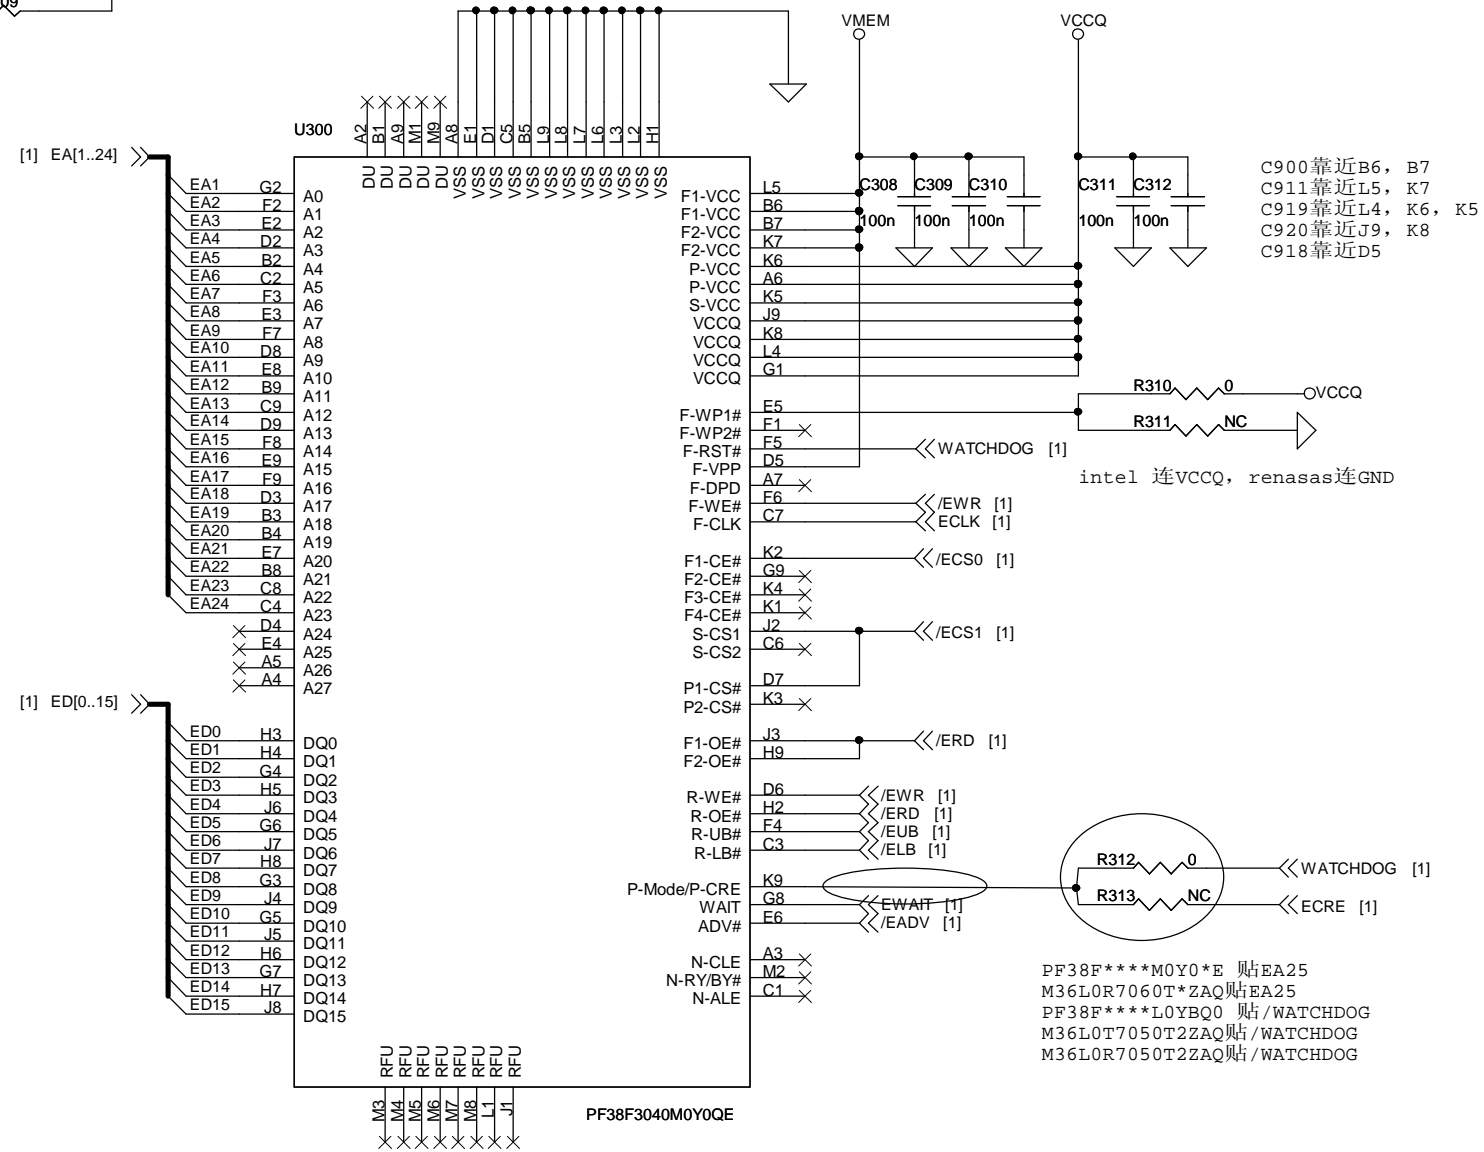 09
VMEM
VCCQ
U300
A2
B1
A9
M1
M9
A8
E1
D1
C5
B5
L9
L8
L7
L6
L3
L2
H1
DU
DU
DU
DU
DU
VSS
VSS
VSS
VSS
VSS
VSS
VSS
VSS
VSS
VSS
VSS
VSS
[1] EA[1..24]
EA1 G2 A0
EA2 F2 A1
EA3 E2 A2
EA4 D2 A3
EA5 B2 A4
EA6 C2 A5
EA7 F3 A6
EA8 E3 A7
EA9 F7 A8
EA10 D8 A9
EA11 E8 A10
EA12 B9 A11
EA13 C9 A12
EA14 D9 A13
EA15 F8 A14
EA16 E9 A15
EA17 F9 A16
EA18 D3 A17
EA19 B3 A18
EA20 B4 A19
EA21 E7 A20
EA22 B8 A21
EA23 C8 A22
EA24 C4 A23
D4 A24
E4 A25
A5 A26
A4 A27
[1] ED[0..15]
ED0 H3 DQ0
ED1 H4 DQ1
ED2 G4 DQ2
ED3 H5 DQ3
ED4 J6 DQ4
ED5 G6 DQ5
ED6 J7 DQ6
ED7 H8 DQ7
ED8 G3 DQ8
ED9 J4 DQ9
ED10 G5 DQ10
ED11 J5 DQ11
ED12 H6 DQ12
ED13 G7 DQ13
ED14 H7 DQ14
ED15 J8 DQ15
F1-VCC L5
F1-VCC B6
F2-VCC B7
F2-VCC K7
P-VCC K6
P-VCC A6
S-VCC K5
VCCQ J9
VCCQ K8
VCCQ L4
VCCQ G1
F-WP1# E5
F-WP2# F1
F-RST# F5 WATCHDOG [1]
F-VPP D5
F-DPD A7
F-WE# F6 /EWR [1]
F-CLK C7 ECLK [1]
F1-CE# K2 /ECS0 [1]
F2-CE# G9
F3-CE# K4
F4-CE# K1
S-CS1 J2 /ECS1 [1]
S-CS2 C6
P1-CS# D7
P2-CS# K3
F1-OE# J3 /ERD [1]
F2-OE# H9
R-WE# D6 /EWR [1]
R-OE# H2 /ERD [1]
R-UB# F4 /EUB [1]
R-LB# C3 /ELB [1]
P-Mode/P-CRE K9
WAIT G8 EWAIT [1]
ADV# E6 /EADV [1]
N-CLE A3
N-RY/BY# M2
N-ALE C1
C308 C309 C310
100n 100n 100n
C311 C312
100n 100n
C900靠近B6，B7
C911靠近L5，K7
C919靠近L4，K6，K5
C920靠近J9，K8
C918靠近D5
R310 0 VCCQ
R311 NC
intel 连VCCQ，renasas连GND
R312 0 WATCHDOG [1]
R313 NC ECRE [1]
PF38F****M0Y0*E 贴EA25
M36L0R7060T*ZAQ贴EA25
PF38F****L0YBQ0 贴/WATCHDOG
M36L0T7050T2ZAQ贴/WATCHDOG
M36L0R7050T2ZAQ贴/WATCHDOG
RFU
RFU
RFU
RFU
RFU
RFU
RFU
RFU
M3
M4
M5
M6
M7
M8
L1
J1
PF38F3040M0Y0QE